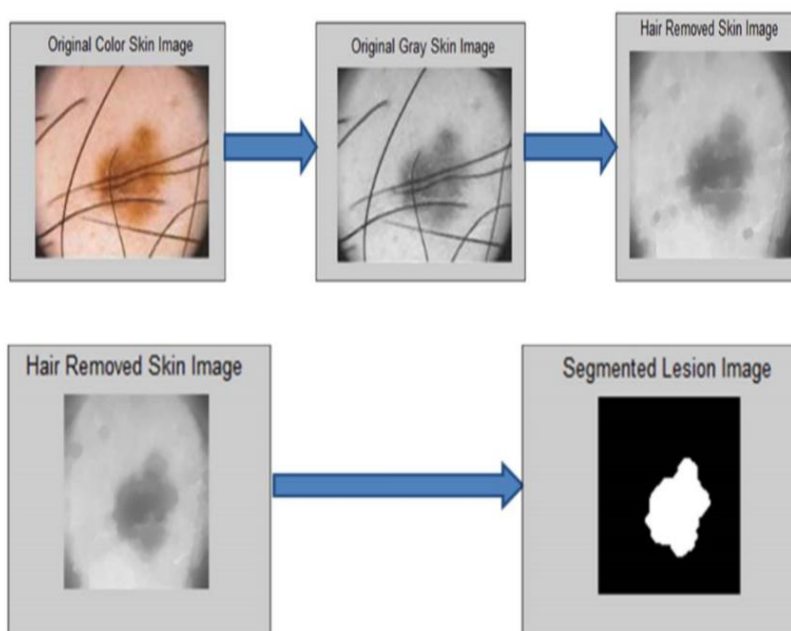 Original Color Skin Image
Original Gray Skin Image
Hair Removed Skin Image
Hair Removed Skin Image
Segmented Lesion Image